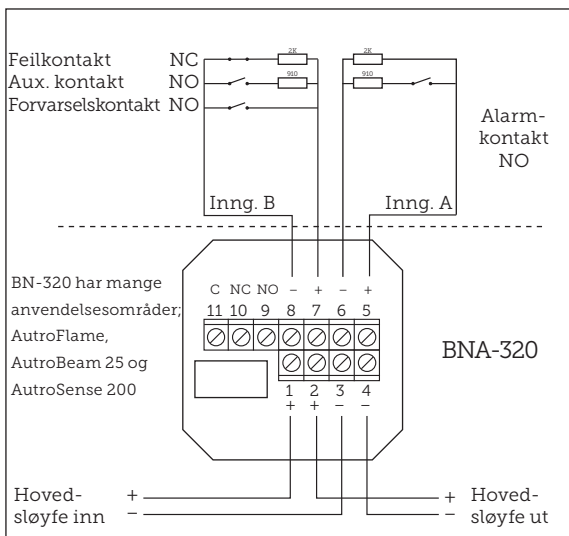 Feilkontakt NC 2K 2K
Aux. kontakt NO 910 910
Forvarselskontakt NO
Alarm-
kontakt
NO
Inng. B Inng. A
BN-320 har mange
anvendelsesområder;
AutroFlame,
AutroBeam 25 og
AutroSense 200
C NC NO – + – +
11 10 9 8 7 6 5
BNA-320
1 2 3 4
+ + – –
Hoved-
sløyfe inn
+
–
+
–
Hoved-
sløyfe ut